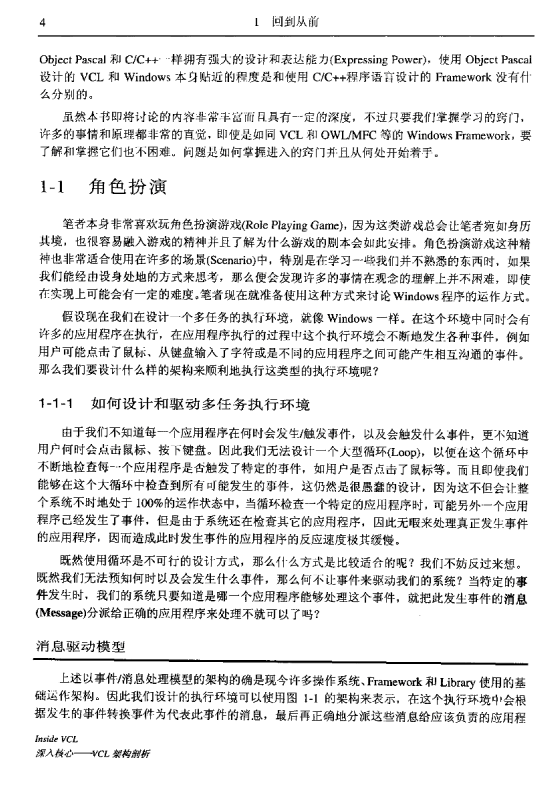 4
1 回到从前
Object Pascal 和 C/C++ 一样拥有强大的设计和表达能力(Expressing Power)，使用 Object Pascal
设计的 VCL 和 Windows 本身贴近的程度是和使用 C/C++程序语言设计的 Framework 没有什
么分别的。
虽然本书即将讨论的内容非常丰富而且具有一定的深度，不过只要我们掌握学习的窍门，
许多的事情和原理都非常的直觉，即使是如同 VCL 和 OWL/MFC 等的 Windows Framework，要
了解和掌握它们也不困难。问题是如何掌握进入的窍门并且从何处开始着手。
1-1 角色扮演
笔者本身非常喜欢玩角色扮演游戏(Role Playing Game)，因为这类游戏总会让笔者宛如身历
其境，也很容易融入游戏的精神并且了解为什么游戏的剧本会如此安排。角色扮演游戏这种精
神也非常适合使用在许多的场景(Scenario)中，特别是在学习一些我们并不熟悉的东西时，如果
我们能经由设身处地的方式来思考，那么便会发现许多的事情在观念的理解上并不困难，即使
在实现上可能会有一定的难度。笔者现在就准备使用这种方式来讨论 Windows 程序的运作方式。
假设现在我们在设计一个多任务的执行环境，就像 Windows 一样。在这个环境中同时会有
许多的应用程序在执行，在应用程序执行的过程中这个执行环境会不断地发生各种事件，例如
用户可能点击了鼠标、从键盘输入了字符或是不同的应用程序之间可能产生相互沟通的事件。
那么我们要设计什么样的架构来顺利地执行这类型的执行环境呢？
1-1-1 如何设计和驱动多任务执行环境
由于我们不知道每一个应用程序在何时会发生/触发事件，以及会触发什么事件，更不知道
用户何时会点击鼠标、按下键盘。因此我们无法设计一个大型循环(Loop)，以便在这个循环中
不断地检查每一个应用程序是否触发了特定的事件，如用户是否点击了鼠标等。而且即使我们
能够在这个大循环中检查到所有可能发生的事件，这仍然是很愚蠢的设计，因为这不但会让整
个系统不时地处于 100%的运作状态中，当循环检查一个特定的应用程序时，可能另外一个应用
程序已经发生了事件，但是由于系统还在检查其它的应用程序，因此无暇来处理真正发生事件
的应用程序，因而造成此时发生事件的应用程序的反应速度极其缓慢。
既然使用循环是不可行的设计方式，那么什么方式是比较适合的呢？我们不妨反过来想。
既然我们无法预知何时以及会发生什么事件，那么何不让事件来驱动我们的系统？当特定的事
件发生时，我们的系统只要知道是哪一个应用程序能够处理这个事件，就把此发生事件的消息
(Message)分派给正确的应用程序来处理不就可以了吗？
消息驱动模型
上述以事件/消息处理模型的架构的确是现今许多操作系统、Framework 和 Library 使用的基
础运作架构。因此我们设计的执行环境可以使用图 1-1 的架构来表示，在这个执行环境中会根
据发生的事件转换事件为代表此事件的消息，最后再正确地分派这些消息给应该负责的应用程
Inside VCL
深入核心——VCL 架构剖析